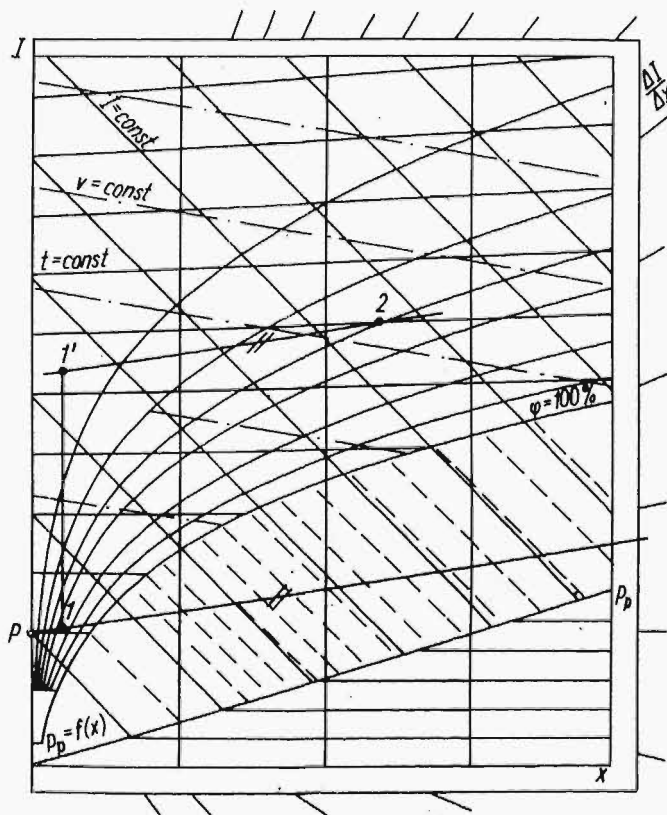 I
ΔI
Δx
I=const
v=const
t=const
2
1'
φ=100%
1
P
p_p
p_p=f(x)
x